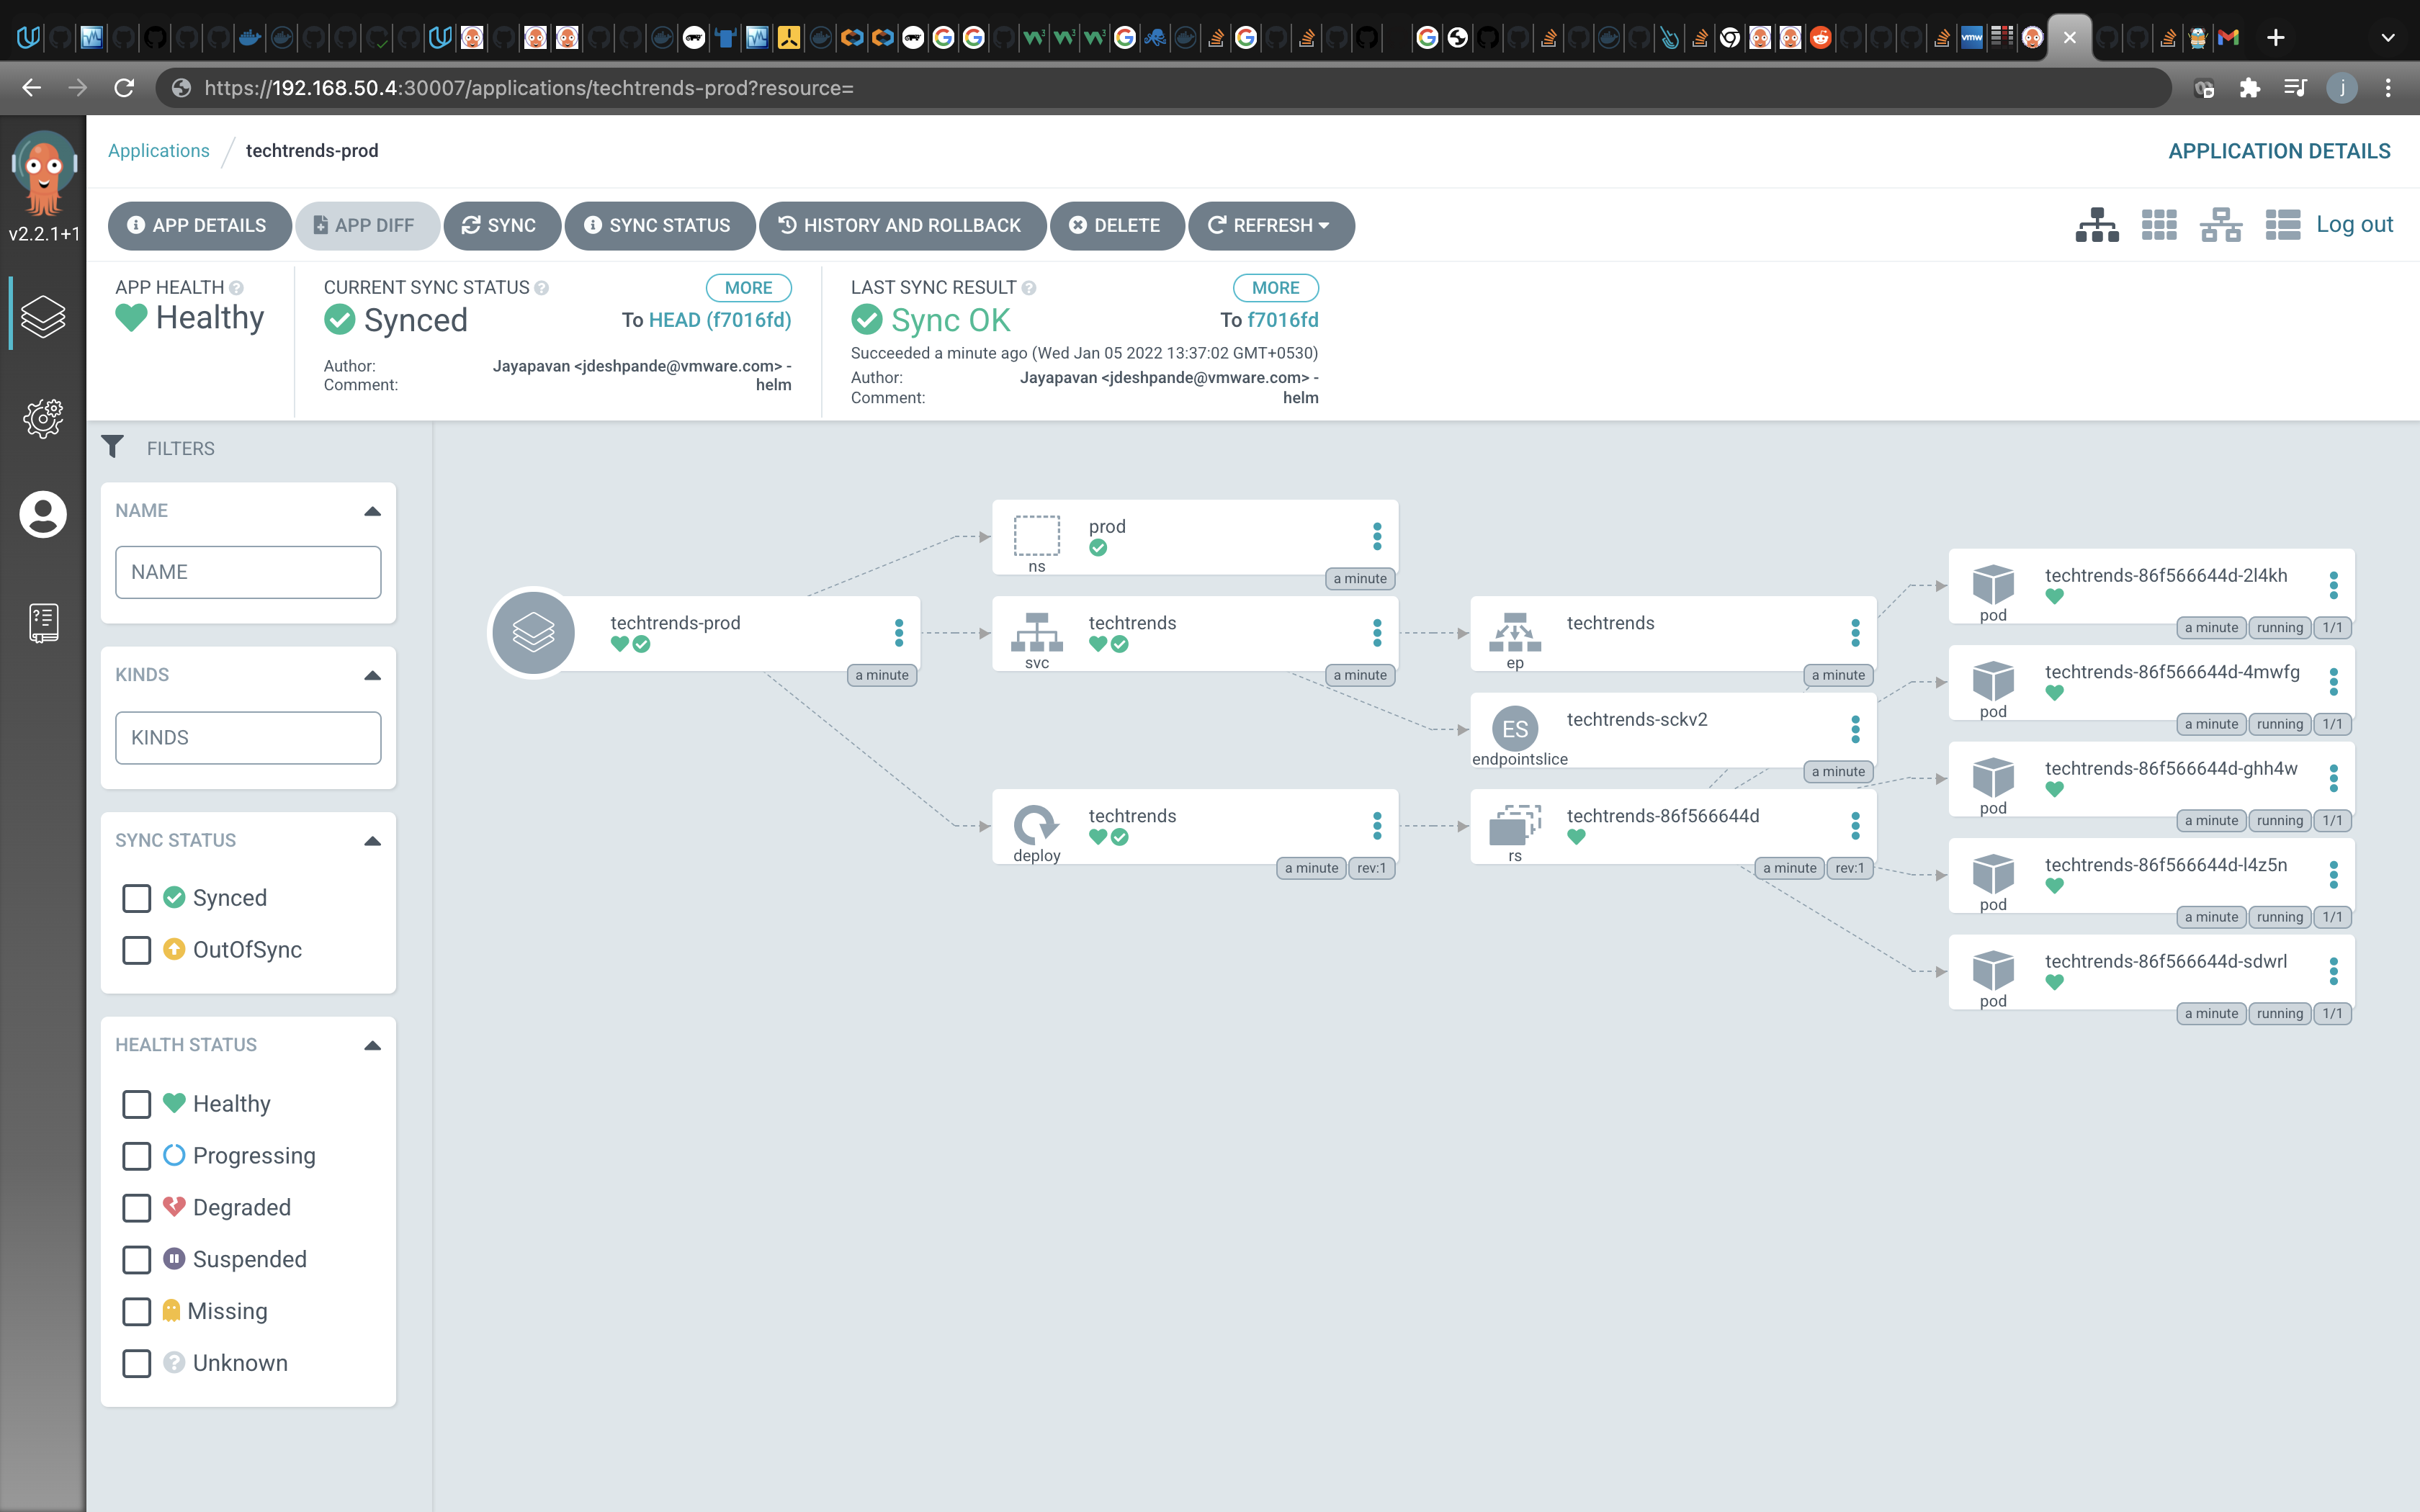 https://192.168.50.4:30007/applications/techtrends-prod?resource=
j
v2.2.1+1
Applications / techtrends-prod
APPLICATION DETAILS
APP DETAILS
APP DIFF
SYNC
SYNC STATUS
HISTORY AND ROLLBACK
DELETE
REFRESH
Log out
APP HEALTH
Healthy
CURRENT SYNC STATUS
MORE
Synced
To HEAD (f7016fd)
Author: Jayapavan <jdeshpande@vmware.com> -
Comment: helm
LAST SYNC RESULT
MORE
Sync OK
To f7016fd
Succeeded a minute ago (Wed Jan 05 2022 13:37:02 GMT+0530)
Author: Jayapavan <jdeshpande@vmware.com> -
Comment: helm
FILTERS
NAME
NAME
KINDS
KINDS
SYNC STATUS
Synced
OutOfSync
HEALTH STATUS
Healthy
Progressing
Degraded
Suspended
Missing
Unknown
techtrends-prod
a minute
prod
ns
a minute
techtrends
svc
a minute
techtrends
deploy
a minute
rev:1
techtrends
ep
a minute
techtrends-sckv2
ES
endpointslice
a minute
techtrends-86f566644d
rs
a minute
rev:1
techtrends-86f566644d-2l4kh
pod
a minute
running
1/1
techtrends-86f566644d-4mwfg
pod
a minute
running
1/1
techtrends-86f566644d-ghh4w
pod
a minute
running
1/1
techtrends-86f566644d-l4z5n
pod
a minute
running
1/1
techtrends-86f566644d-sdwrl
pod
a minute
running
1/1